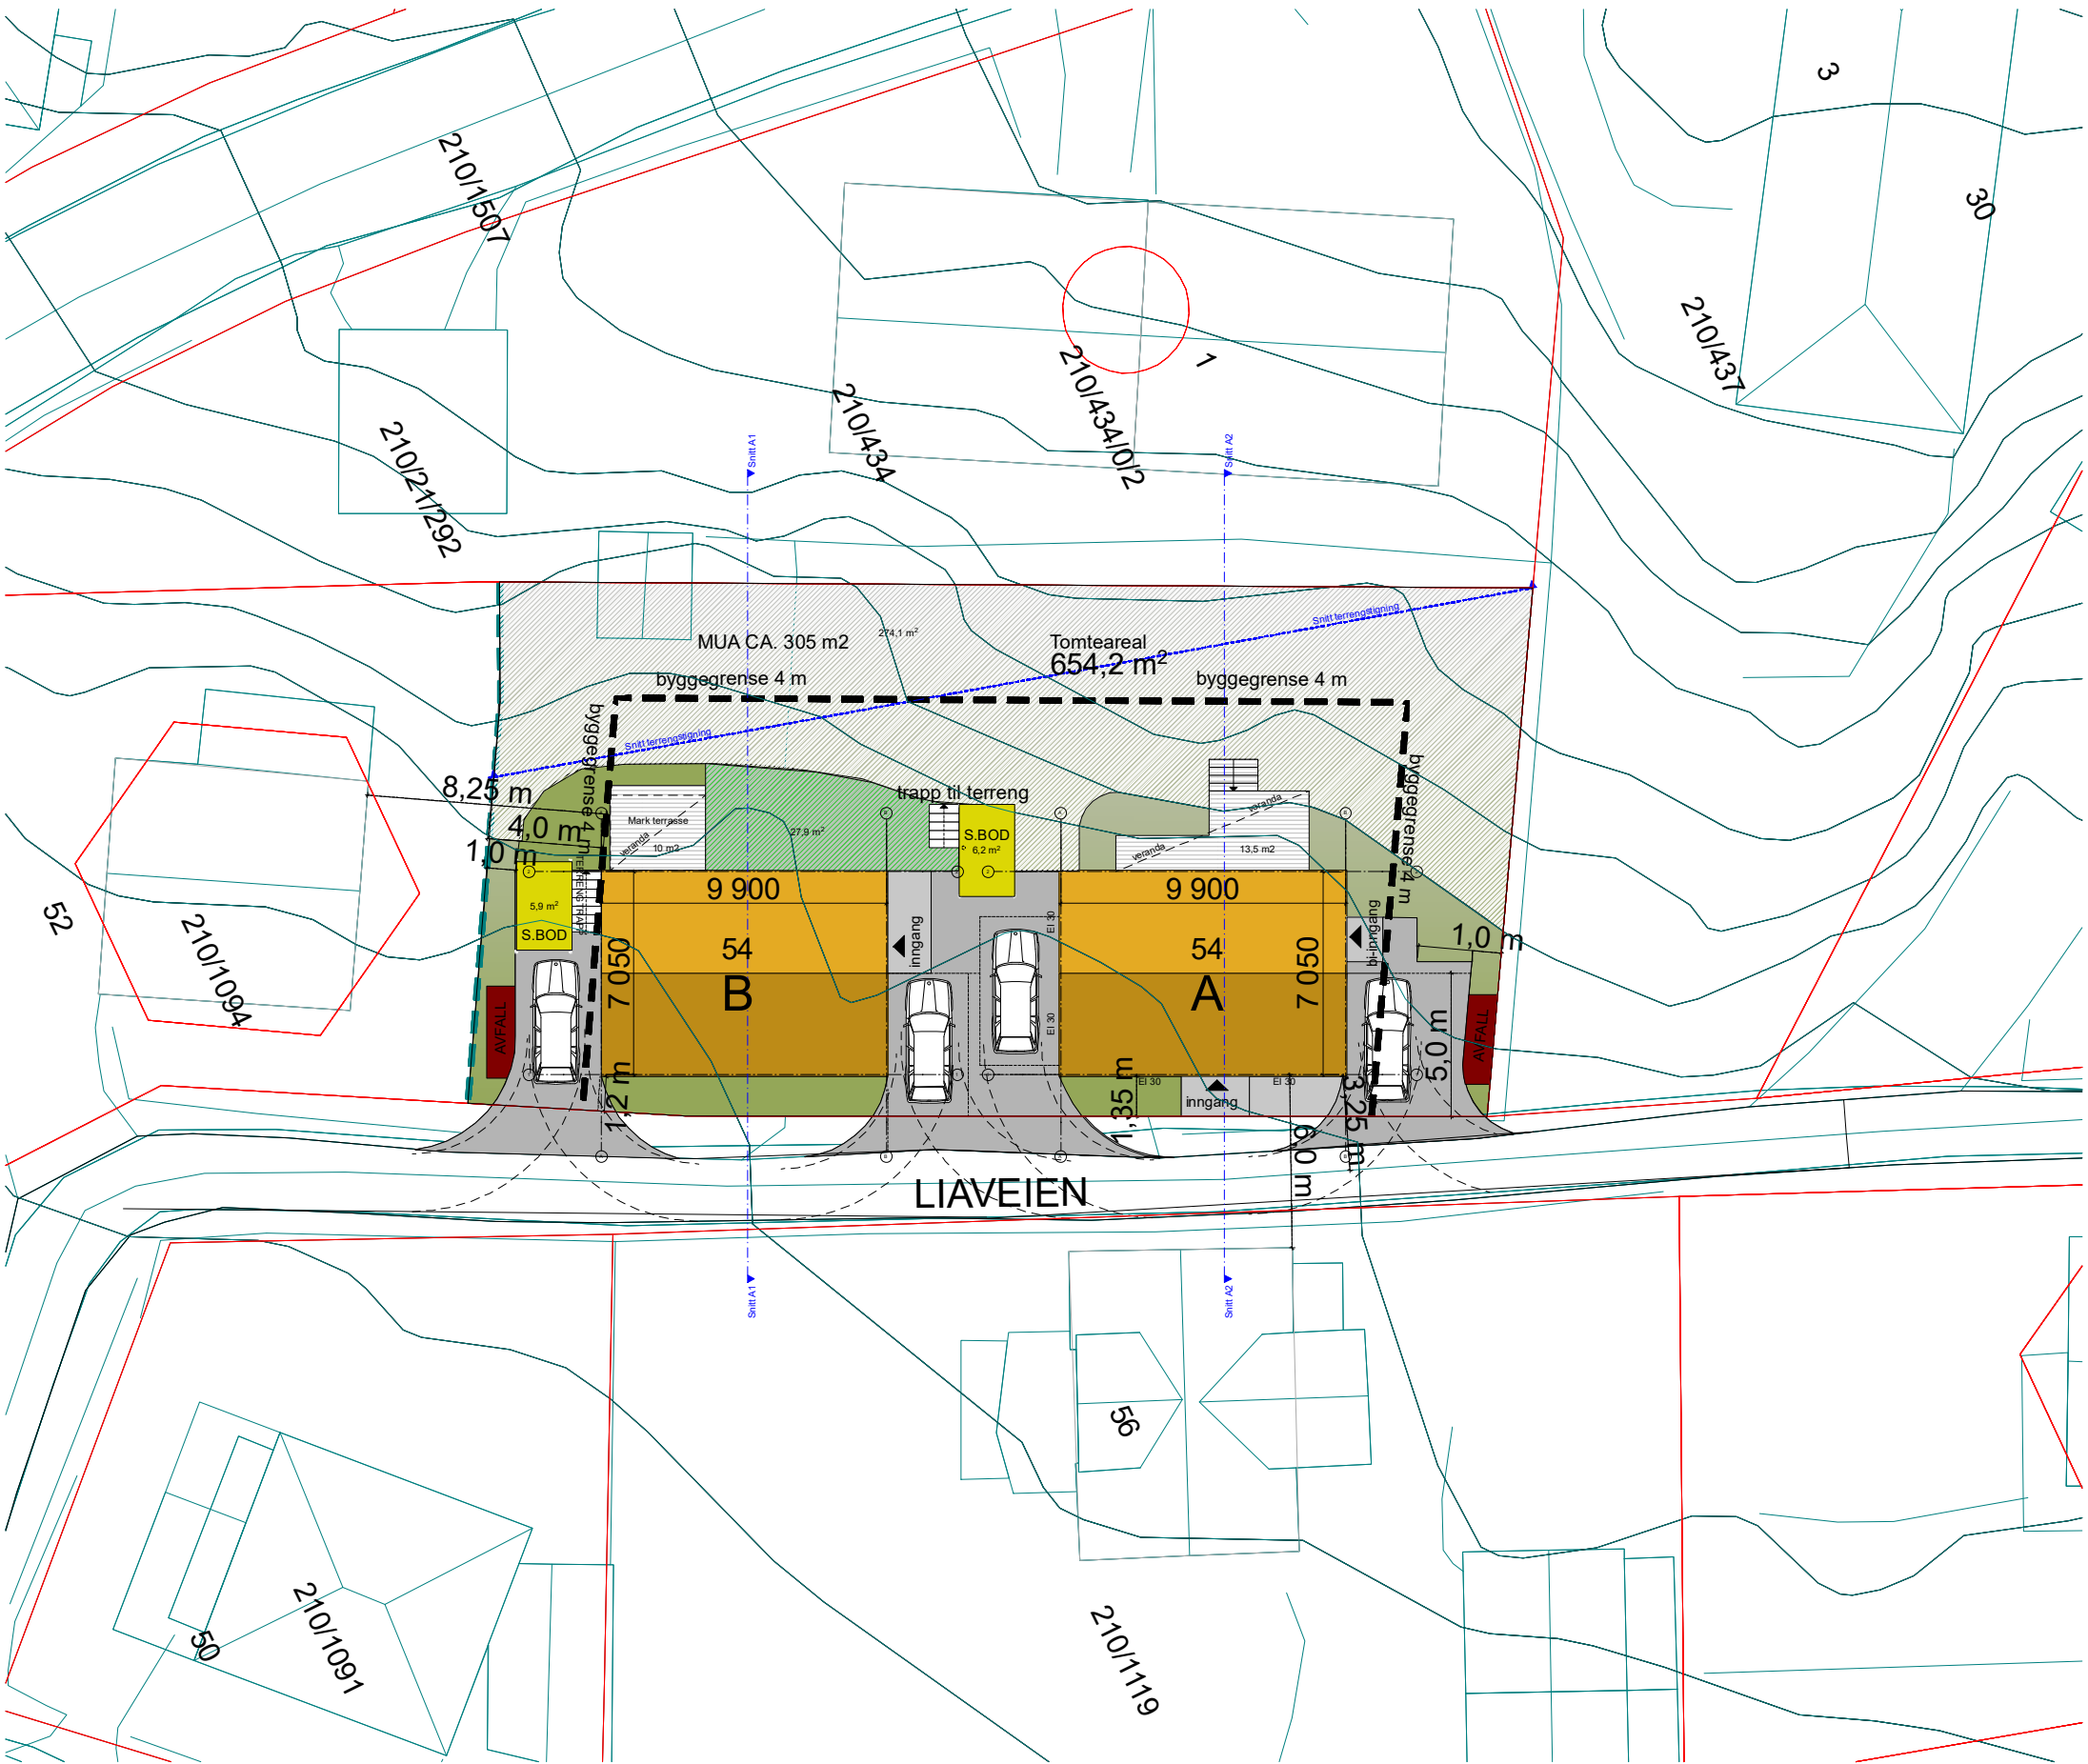 3
30
210/1507
210/437
1
210/434/0/2
210/434
210/21/292
Snitt A1
Snitt A2
MUA CA. 305 m2
274,1 m²
Tomteareal
654,2 m²
Snitt terrengstigning
byggegrense 4 m
byggegrense 4 m
byggegrense 4 m
Snitt terrengstigning
byggegrense 4 m
8,25 m
4,0 m
1,0 m
Mark terrasse
veranda
10 m2
27,9 m²
trapp til terreng
S.BOD
6,2 m²
veranda
veranda
13,5 m2
TERRENG TRAPP
5,9 m²
S.BOD
9 900
9 900
52
210/1094
54
B
7 050
inngang
EI 30
EI 30
54
A
7 050
bi-inngang
1,0 m
AVFALL
AVFALL
5,0 m
1,2 m
1,35 m
EI 30
EI 30
inngang
3,25 m
6,0 m
LIAVEIEN
Snitt A1
Snitt A2
56
50
210/1091
210/1119